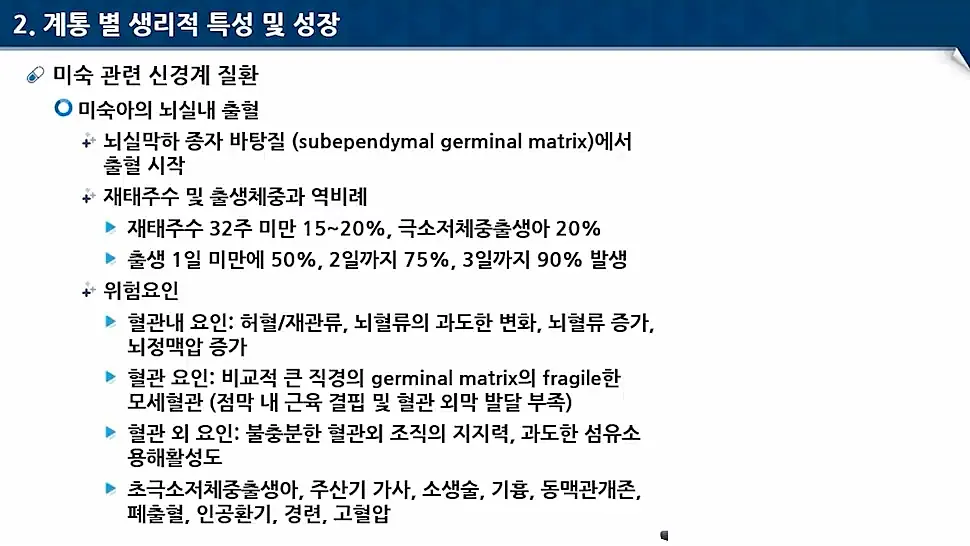 2. 계통 별 생리적 특성 및 성장
미숙 관련 신경계 질환
미숙아의 뇌실내 출혈
뇌실막하 종자 바탕질 (subependymal germinal matrix)에서
출혈 시작
재태주수 및 출생체중과 역비례
재태주수 32주 미만 15~20%, 극소저체중출생아 20%
출생 1일 미만에 50%, 2일까지 75%, 3일까지 90% 발생
위험요인
혈관내 요인: 허혈/재관류, 뇌혈류의 과도한 변화, 뇌혈류 증가,
뇌정맥압 증가
혈관 요인: 비교적 큰 직경의 germinal matrix의 fragile한
모세혈관 (점막 내 근육 결핍 및 혈관 외막 발달 부족)
혈관 외 요인: 불충분한 혈관외 조직의 지지력, 과도한 섬유소
용해활성도
초극소저체중출생아, 주산기 가사, 소생술, 기흉, 동맥관개존,
폐출혈, 인공환기, 경련, 고혈압